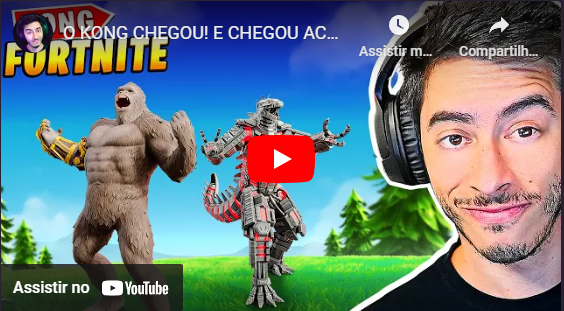 O KONG CHEGOU! E CHEGOU AC...
Assistir m...
Compartilh...
KONG
FORTNITE
Assistir no YouTube